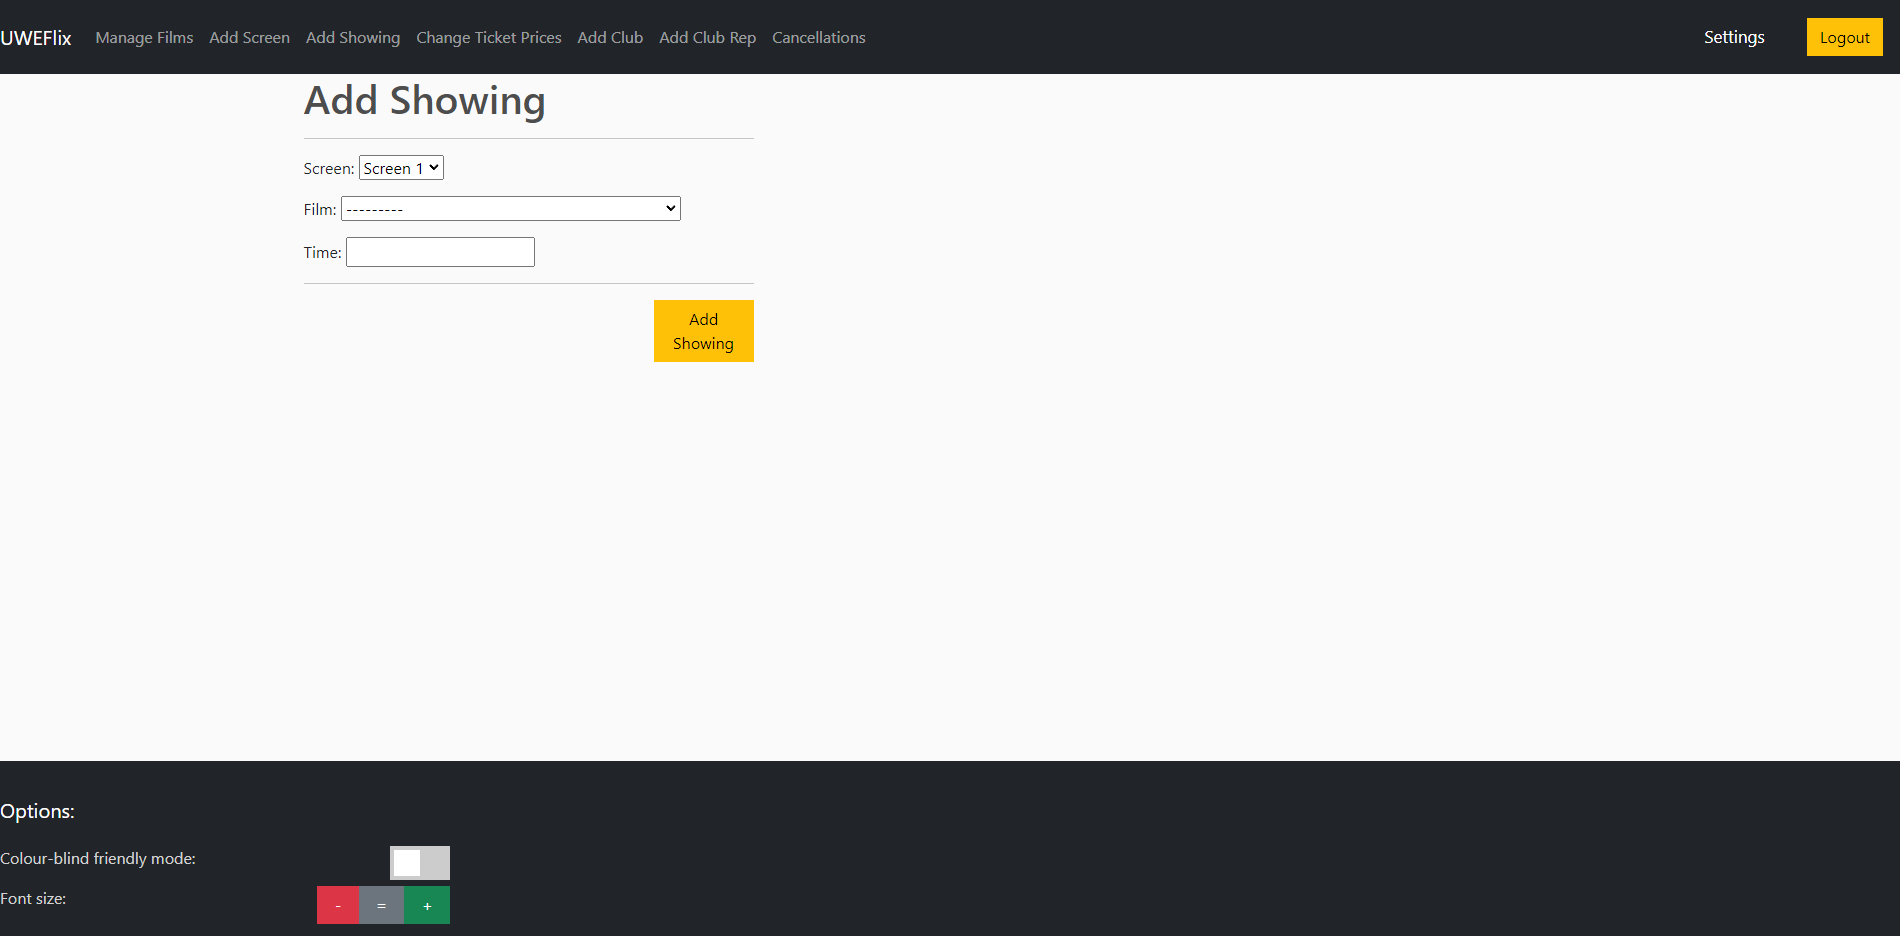 UWEFlix Manage Films Add Screen Add Showing Change Ticket Prices Add Club Add Club Rep Cancellations Settings Logout
Add Showing
Screen: Screen 1
Film: ---------
Time:
Add
Showing
Options:
Colour-blind friendly mode:
Font size: - = +